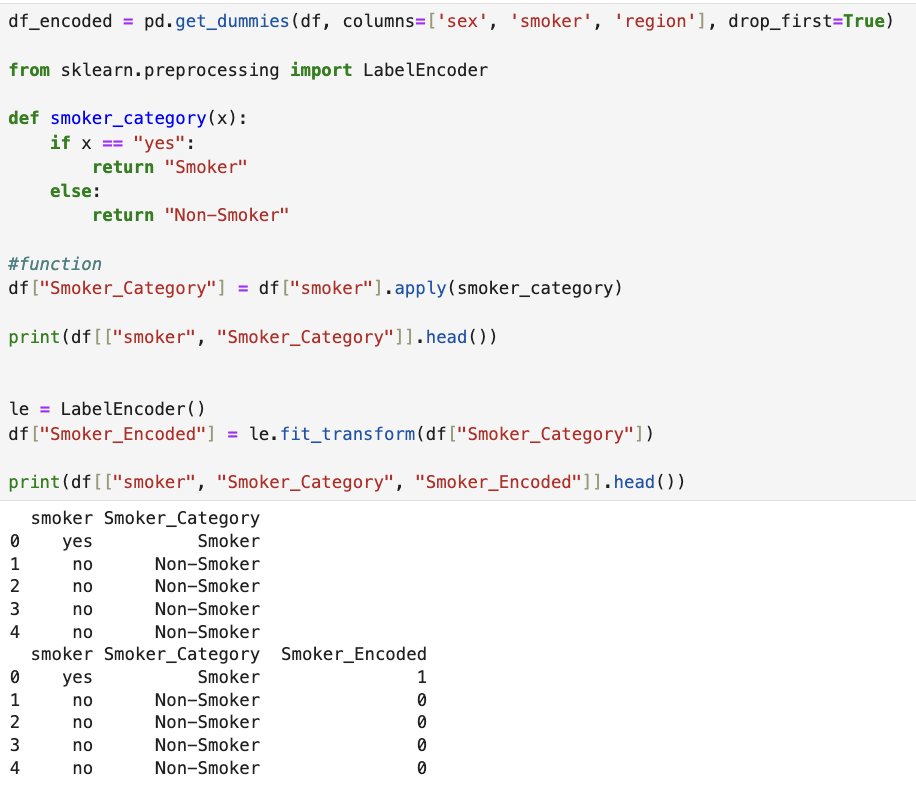 df_encoded = pd.get_dummies(df, columns=['sex', 'smoker', 'region'], drop_first=True)
from sklearn.preprocessing import LabelEncoder
def smoker_category(x):
    if x == "yes":
        return "Smoker"
    else:
        return "Non-Smoker"
#function
df["Smoker_Category"] = df["smoker"].apply(smoker_category)
print(df[["smoker", "Smoker_Category"]].head())
le = LabelEncoder()
df["Smoker_Encoded"] = le.fit_transform(df["Smoker_Category"])
print(df[["smoker", "Smoker_Category", "Smoker_Encoded"]].head())
  smoker Smoker_Category
0    yes          Smoker
1     no      Non-Smoker
2     no      Non-Smoker
3     no      Non-Smoker
4     no      Non-Smoker
  smoker Smoker_Category  Smoker_Encoded
0    yes          Smoker               1
1     no      Non-Smoker               0
2     no      Non-Smoker               0
3     no      Non-Smoker               0
4     no      Non-Smoker               0